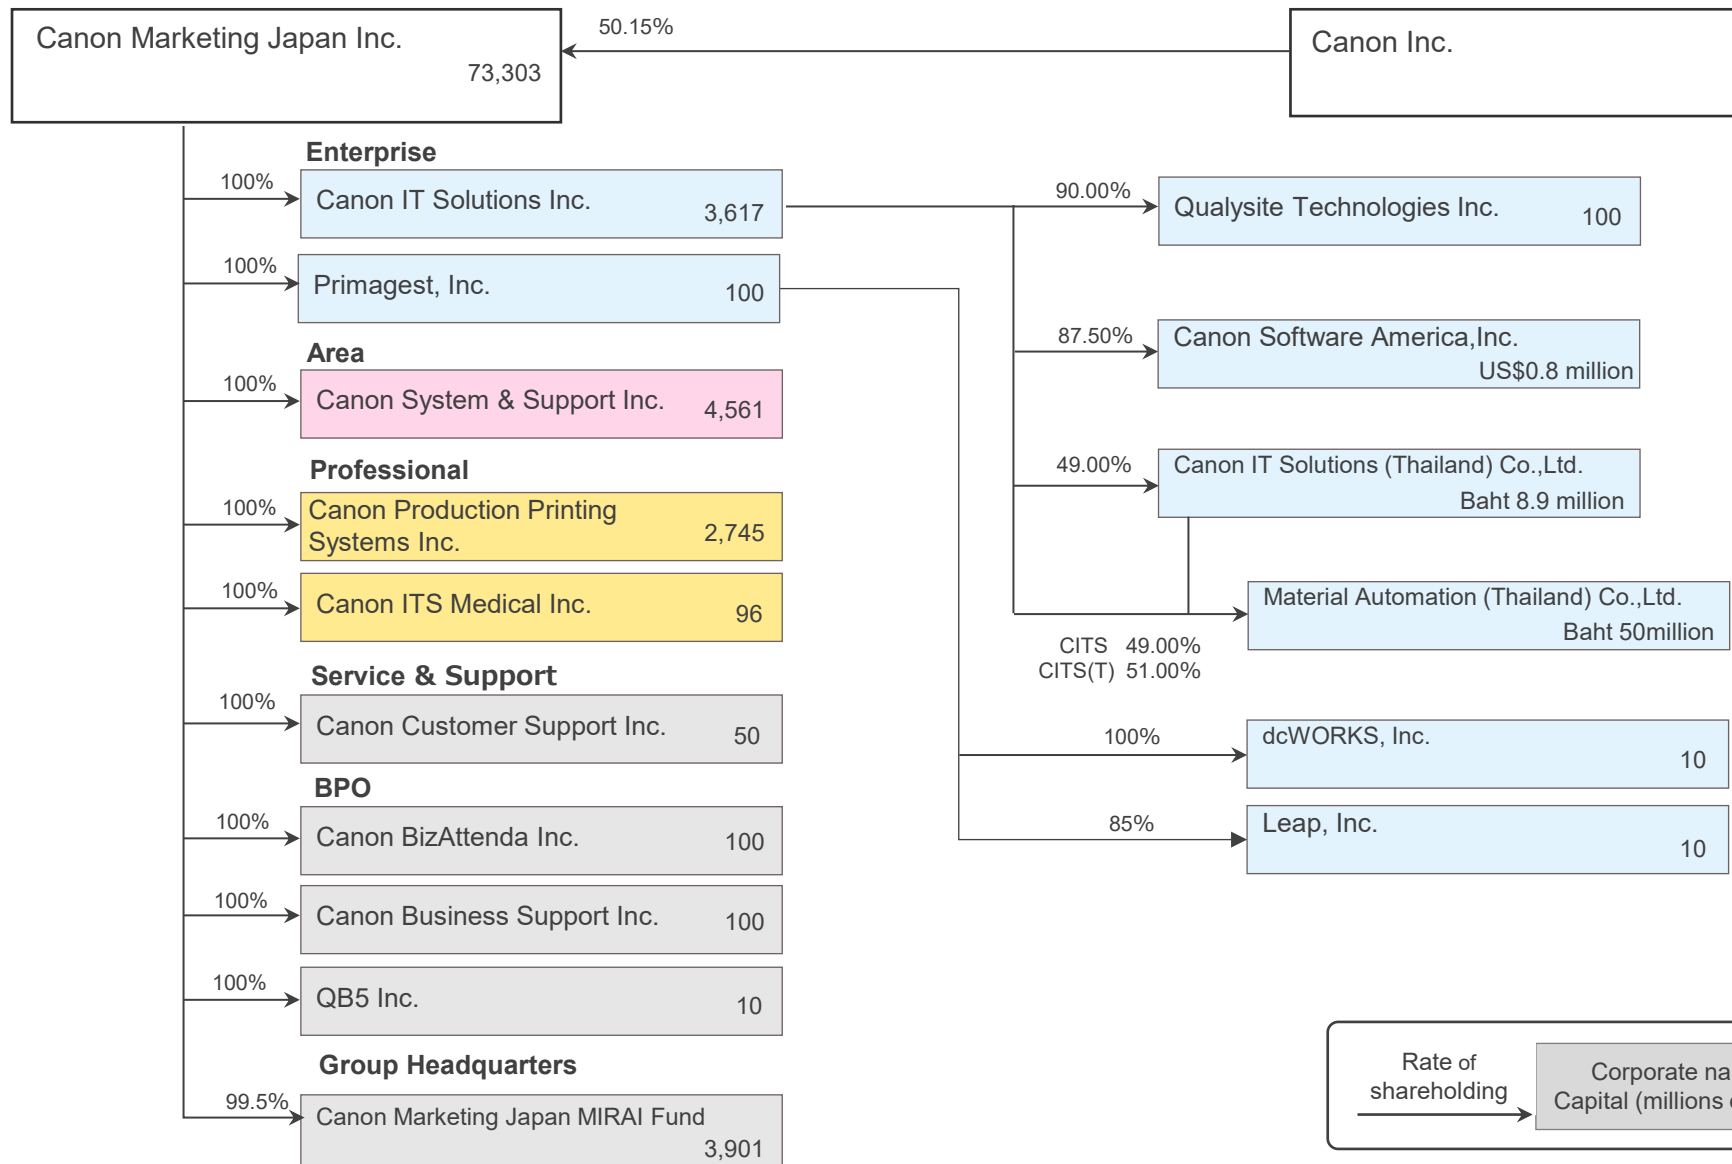 Canon Marketing Japan Inc.
73,303
50.15%
Canon Inc.
Enterprise
100%
Canon IT Solutions Inc.
3,617
100%
Primagest, Inc.
100
Area
100%
Canon System & Support Inc.
4,561
Professional
100%
Canon Production Printing
Systems Inc.
2,745
100%
Canon ITS Medical Inc.
96
Service & Support
100%
Canon Customer Support Inc.
50
BPO
100%
Canon BizAttenda Inc.
100
100%
Canon Business Support Inc.
100
100%
QB5 Inc.
10
Group Headquarters
99.5%
Canon Marketing Japan MIRAI Fund
3,901
90.00%
Qualysite Technologies Inc.
100
87.50%
Canon Software America,Inc.
US$0.8 million
49.00%
Canon IT Solutions (Thailand) Co.,Ltd.
Baht 8.9 million
Material Automation (Thailand) Co.,Ltd.
Baht 50million
CITS 49.00%
CITS(T) 51.00%
100%
dcWORKS, Inc.
10
85%
Leap, Inc.
10
Rate of
shareholding
Corporate na
Capital (millions